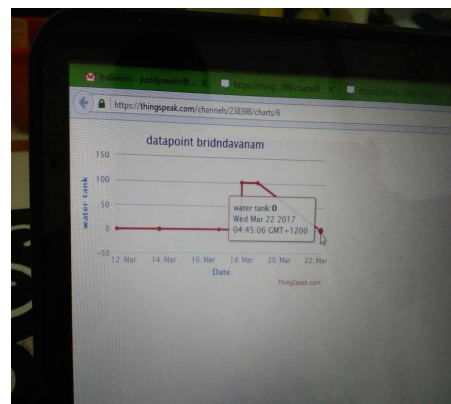 https://thingspeak.com/channels/238398/charts/6
datapoint bridndavanam
150
100
50
0
-50
water tank
water tank:0
Wed Mar 22 2017
04:45:06 GMT+1200
12. Mar 14. Mar 16. Mar 18. Mar 20. Mar 22. Mar
Date
ThingSpeak.com